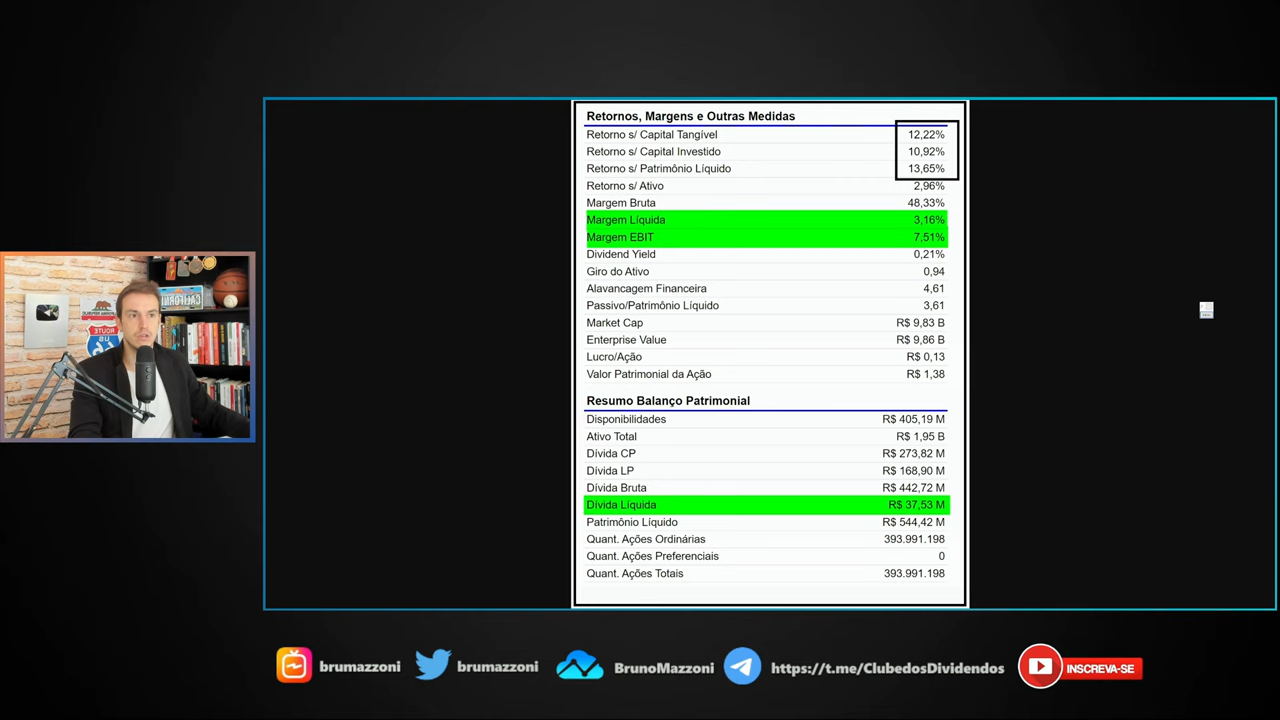 Retornos, Margens e Outras Medidas
Retorno s/ Capital Tangível 12,22%
Retorno s/ Capital Investido 10,92%
Retorno s/ Patrimônio Líquido 13,65%
Retorno s/ Ativo 2,96%
Margem Bruta 48,33%
Margem Líquida 3,16%
Margem EBIT 7,51%
Dividend Yield 0,21%
Giro do Ativo 0,94
Alavancagem Financeira 4,61
Passivo/Patrimônio Líquido 3,61
Market Cap R$ 9,83 B
Enterprise Value R$ 9,86 B
Lucro/Ação R$ 0,13
Valor Patrimonial da Ação R$ 1,38
Resumo Balanço Patrimonial
Disponibilidades R$ 405,19 M
Ativo Total R$ 1,95 B
Dívida CP R$ 273,82 M
Dívida LP R$ 168,90 M
Dívida Bruta R$ 442,72 M
Dívida Líquida R$ 37,53 M
Patrimônio Líquido R$ 544,42 M
Quant. Ações Ordinárias 393.991.198
Quant. Ações Preferenciais 0
Quant. Ações Totais 393.991.198
CALIFORNIA
ROUTE
brumazzoni brumazzoni BrunoMazzoni https://t.me/ClubedosDividendos INSCREVA-SE